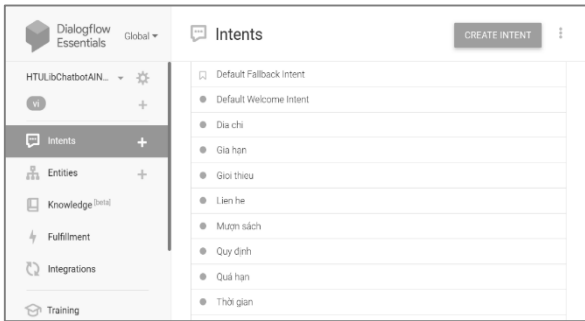 Dialogflow
Essentials
Global
HTULibChatbotAIN...
vi
Intents
Entities
Knowledge [beta]
Fulfillment
Integrations
Training
Intents
CREATE INTENT
Default Fallback Intent
Default Welcome Intent
Dia chi
Gia hạn
Gioi thieu
Lien he
Mượn sách
Quy định
Quá hạn
Thời gian